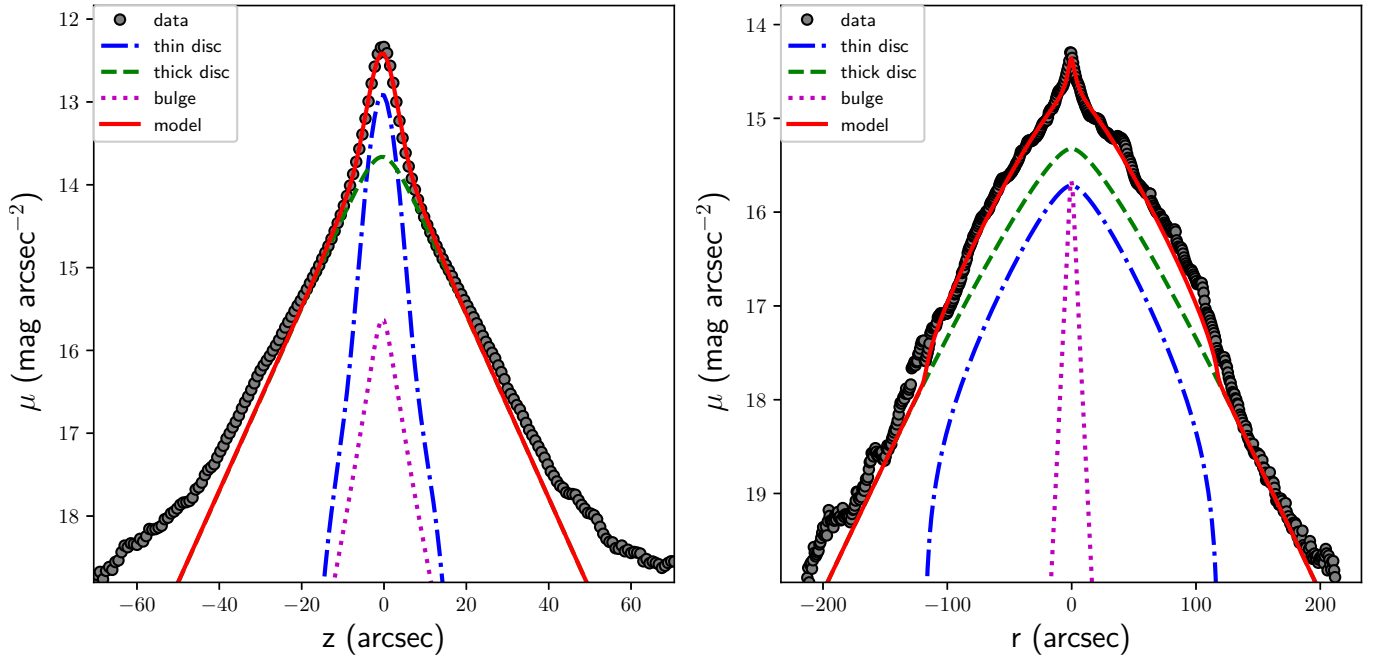 data
thin disc
thick disc
bulge
model
12
13
14
15
16
17
18
μ (mag arcsec⁻²)
−60
−40
−20
0
20
40
60
z (arcsec)
data
thin disc
thick disc
bulge
model
14
15
16
17
18
19
μ (mag arcsec⁻²)
−200
−100
0
100
200
r (arcsec)